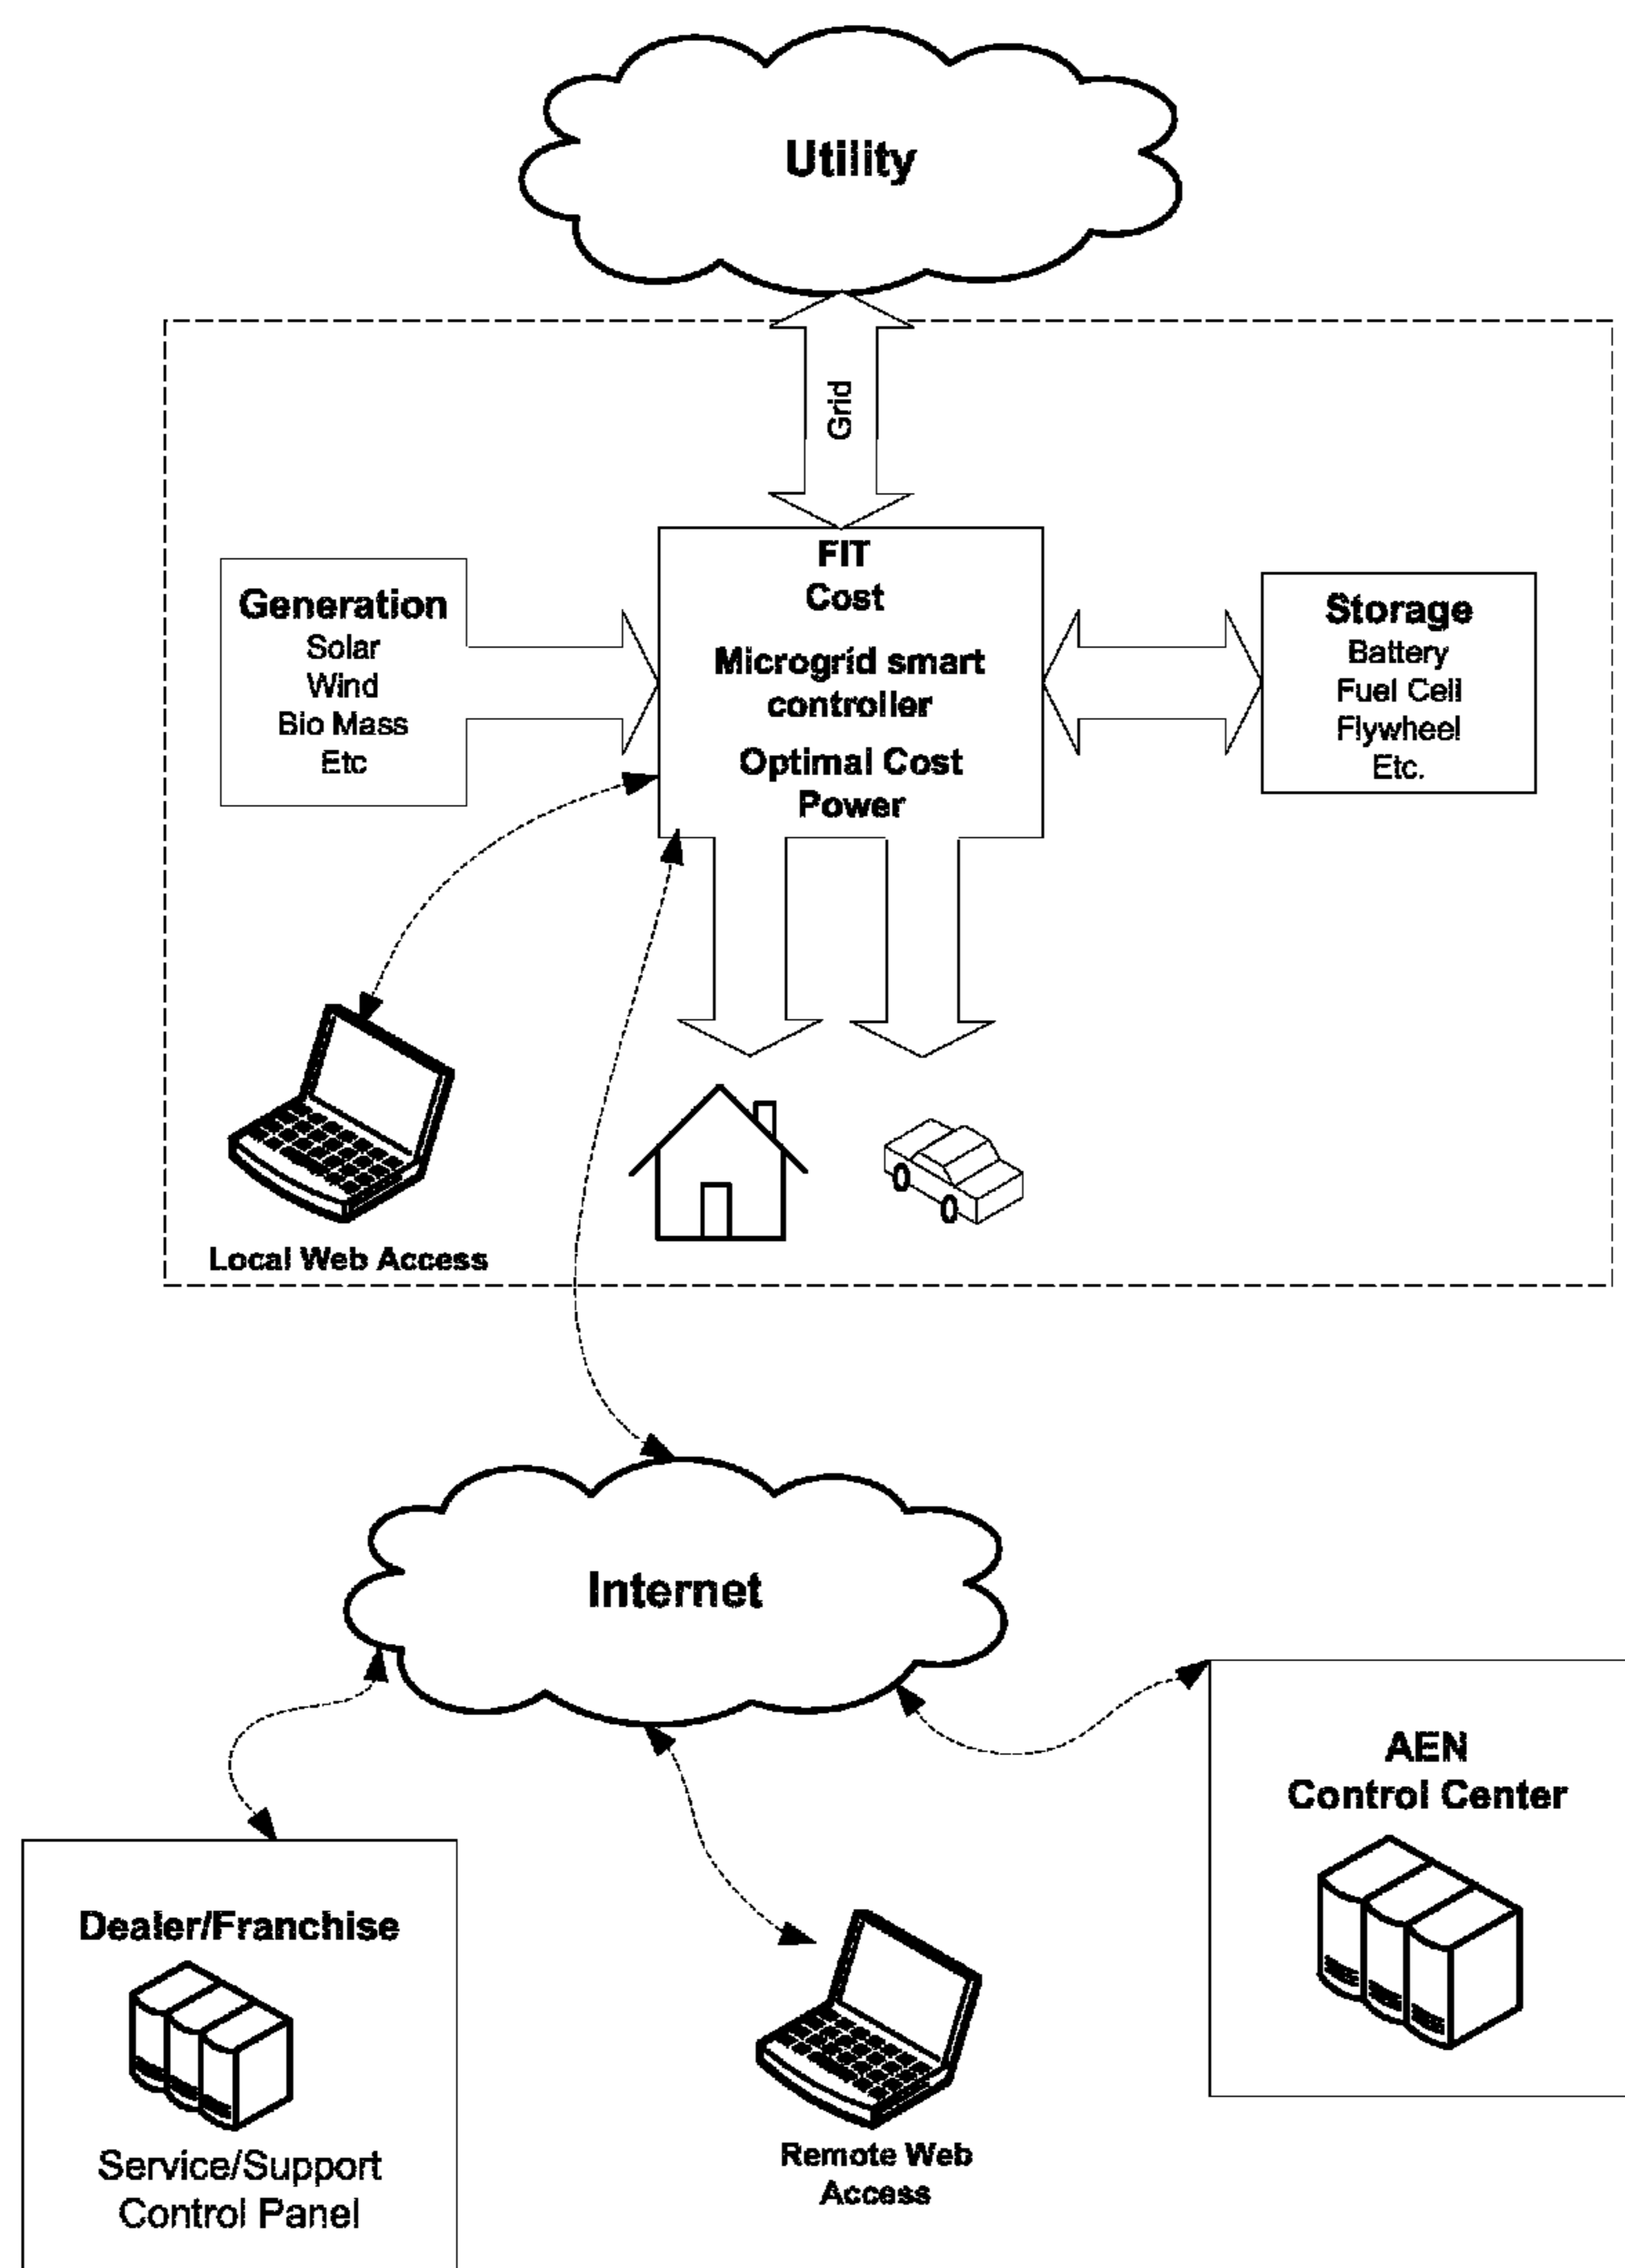 Utility
Grid
FIT
Cost
Microgrid smart
controller
Optimal Cost
Power
Generation
Solar
Wind
Bio Mass
Etc
Storage
Battery
Fuel Cell
Flywheel
Etc.
Local Web Access
Internet
AEN
Control Center
Dealer/Franchise
Service/Support
Control Panel
Remote Web
Access